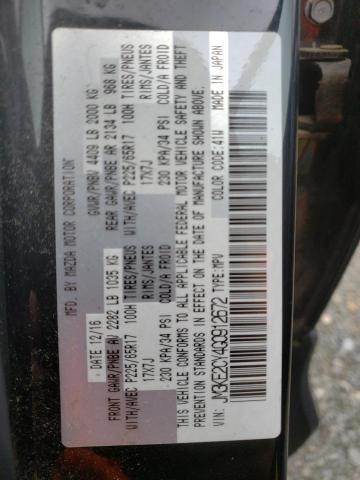 MFD. BY MAZDA MOTOR CORPORATION
DATE 12/16 GVWR/PNBV 4409 LB 2000 KG
FRONT GAWR/PNBE AV 2282 LB 1035 KG REAR GAWR/PNBE AR 2134 LB 968 KG
WITH/AVEC P225/65R17 100H TIRES/PNEUS WITH/AVEC P225/65R17 100H TIRES/PNEUS
17X7J RIMS/JANTES 17X7J RIMS/JANTES
230 KPA/34 PSI COLD/A FROID 230 KPA/34 PSI COLD/A FROID
THIS VEHICLE CONFORMS TO ALL APPLICABLE FEDERAL MOTOR VEHICLE SAFETY AND THEFT
PREVENTION STANDARDS IN EFFECT ON THE DATE OF MANUFACTURE SHOWN ABOVE.
COLOR CODE: 41W MADE IN JAPAN
VIN: JM3KE2CY4G0912672 TYPE: MPV